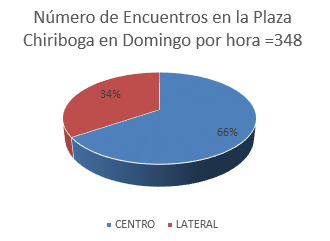 Número de Encuentros en la Plaza
Chiriboga en Domingo por hora =348
34%
66%
CENTRO LATERAL